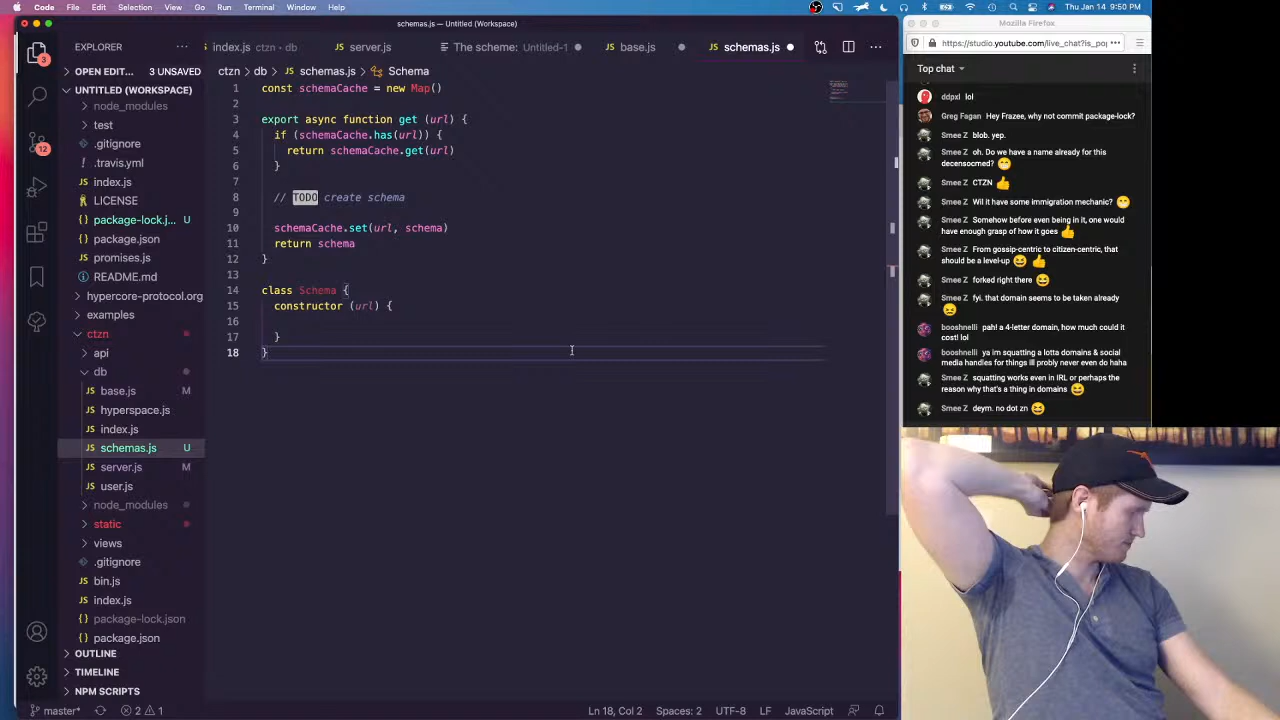 Code File Edit Selection View Go Run Terminal Window Help
Thu Jan 14 9:50 PM
schemas.js — Untitled (Workspace)
EXPLORER
OPEN EDIT... 3 UNSAVED
UNTITLED (WORKSPACE)
node_modules
test
.gitignore
.travis.yml
index.js
LICENSE
package-lock.j... U
package.json
promises.js
README.md
hypercore-protocol.org
examples
ctzn
api
db
base.js M
hyperspace.js
index.js
schemas.js U
server.js M
user.js
node_modules
static
views
.gitignore
bin.js
index.js
package-lock.json
package.json
OUTLINE
TIMELINE
NPM SCRIPTS
3
12
ctzn - db
server.js
The scheme: Untitled-1
base.js
schemas.js
ctzn > db > schemas.js > Schema
1 const schemaCache = new Map()
2
3 export async function get (url) {
4 if (schemaCache.has(url)) {
5 return schemaCache.get(url)
6 }
7
8 // TODO create schema
9
10 schemaCache.set(url, schema)
11 return schema
12 }
13
14 class Schema {
15 constructor (url) {
16
17 }
18 }
master* 2 1
Ln 18, Col 2 Spaces: 2 UTF-8 LF JavaScript
Mozilla Firefox
https://studio.youtube.com/live_chat?is_po
Top chat
ddpxl lol
Greg Fagan Hey Frazee, why not commit package-lock?
Smee Z blob. yep.
Smee Z oh. Do we have a name already for this
decensocmed? 😁
Smee Z CTZN 👍
Smee Z Wil it have some immigration mechanic? 😁
Smee Z Somehow before even being in it, one would
have enough grasp of how it goes 👍
Smee Z From gossip-centric to citizen-centric, that
should be a level-up 😆 👍
Smee Z forked right there 😆
Smee Z fyi. that domain seems to be taken already
😖
booshnelli pah! a 4-letter domain, how much could it
cost! lol
booshnelli ya im squatting a lotta domains & social
media handles for things ill probly never even do haha
Smee Z squatting works even in IRL or perhaps the
reason why that's a thing in domains 😆
Smee Z deym. no dot zn 😆